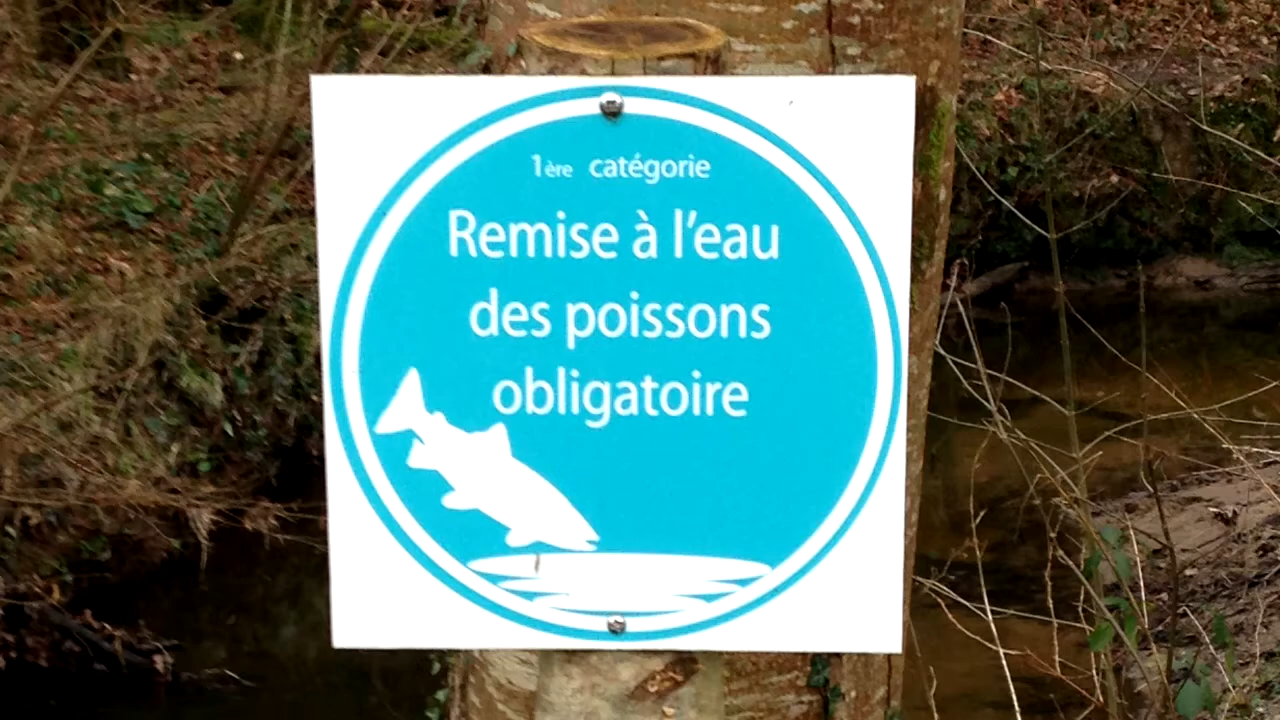 1ère catégorie
Remise à l'eau
des poissons
obligatoire